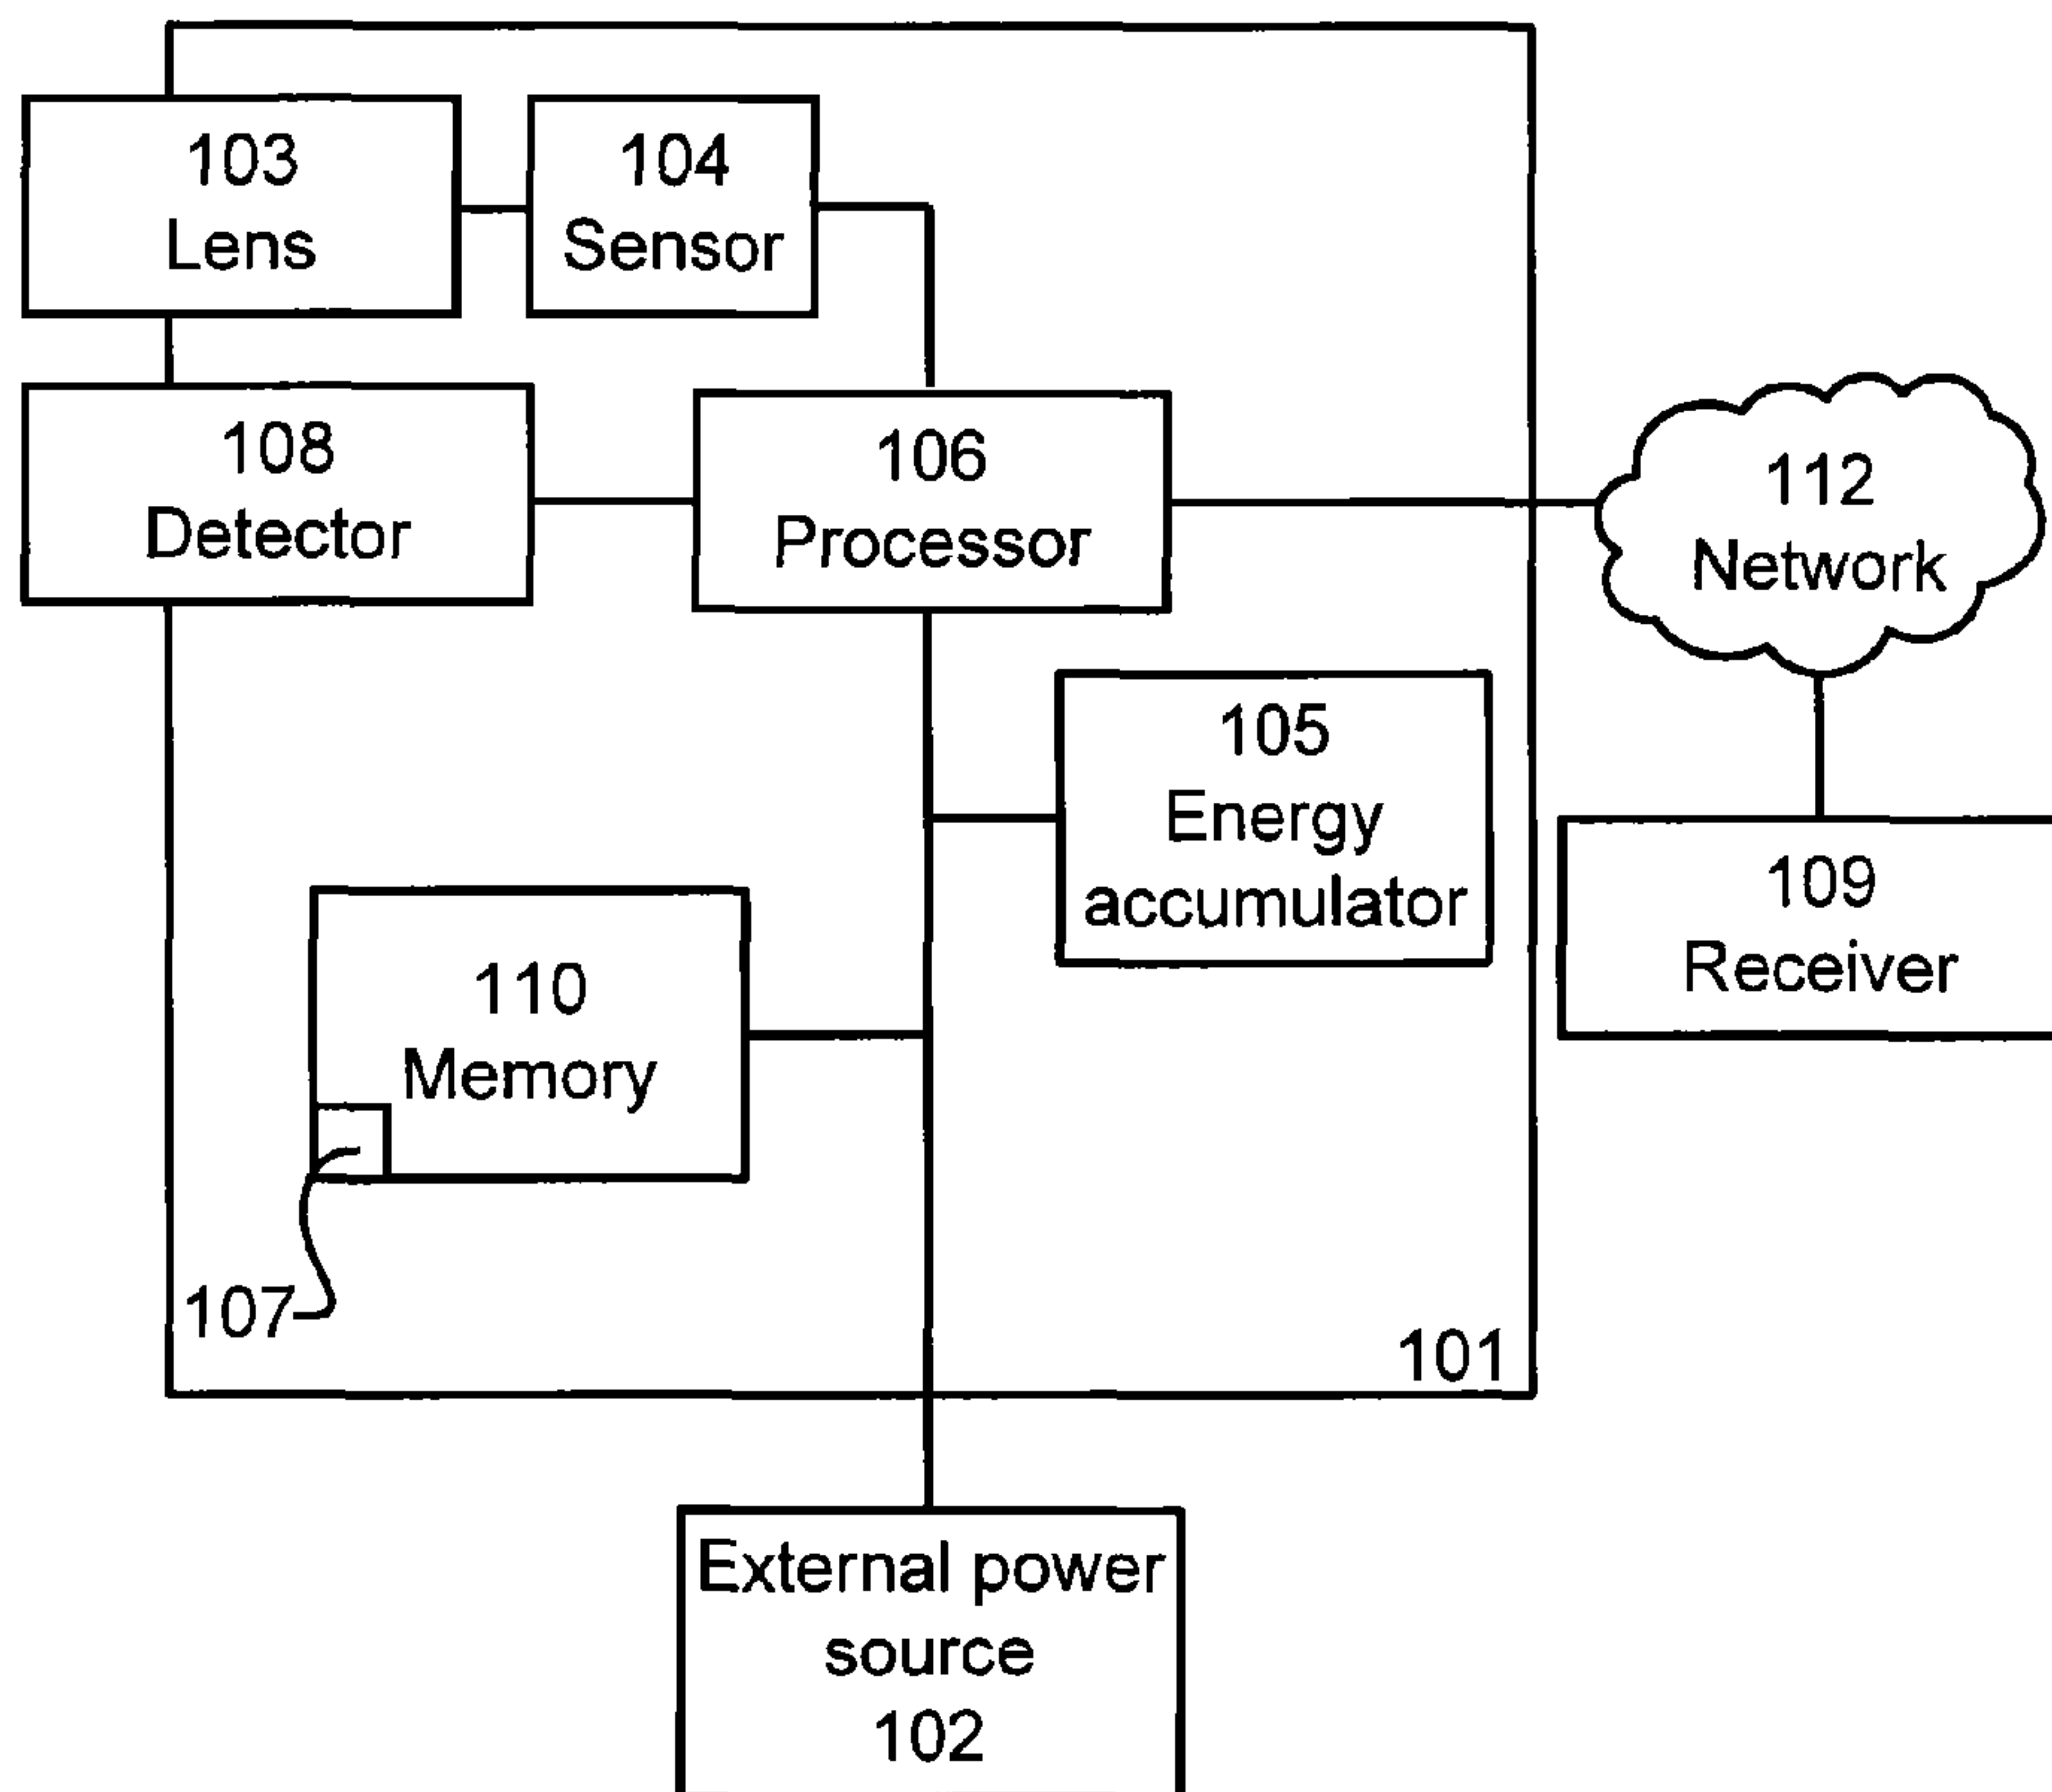 103
Lens
104
Sensor
108
Detector
106
Processor
112
Network
105
Energy
accumulator
109
Receiver
110
Memory
107
101
External power
source
102